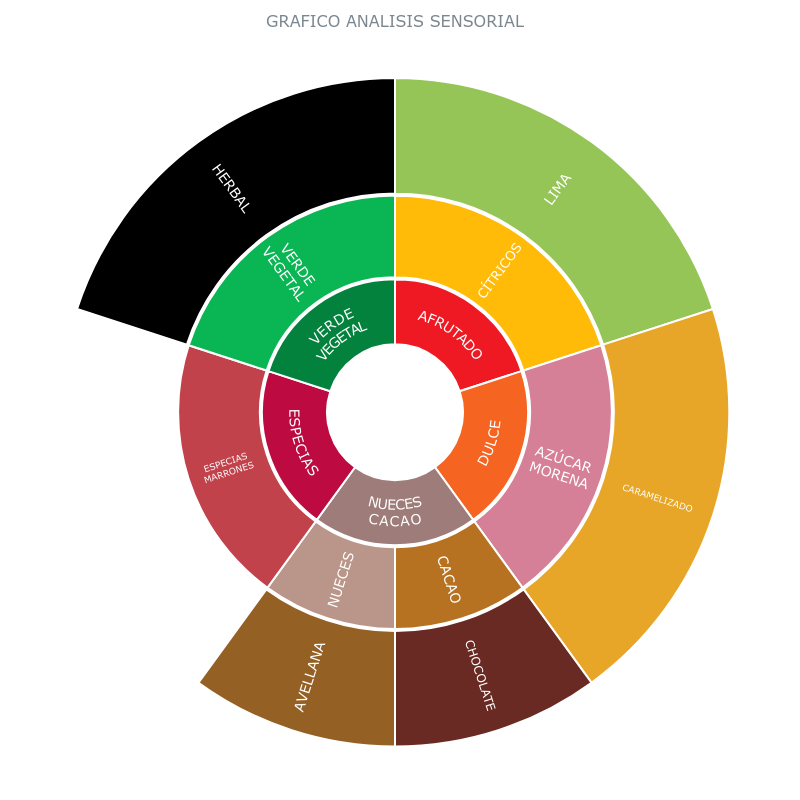 GRAFICO ANALISIS SENSORIAL
HERBAL
LIMA
VERDE
VEGETAL
CÍTRICOS
VERDE
VEGETAL
AFRUTADO
ESPECIAS
MARRONES
ESPECIAS
DULCE
AZÚCAR
MORENA
CARAMELIZADO
NUECES
CACAO
NUECES
CACAO
AVELLANA
CHOCOLATE